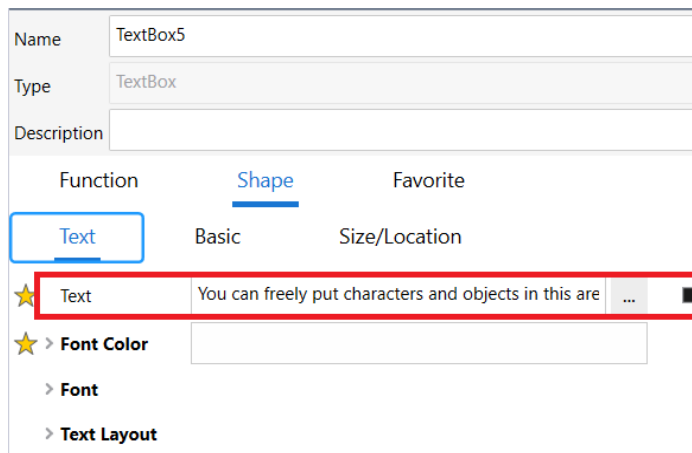 Name TextBox5
Type TextBox
Description
Function Shape Favorite
Text Basic Size/Location
Text You can freely put characters and objects in this are ...
Font Color
Font
Text Layout